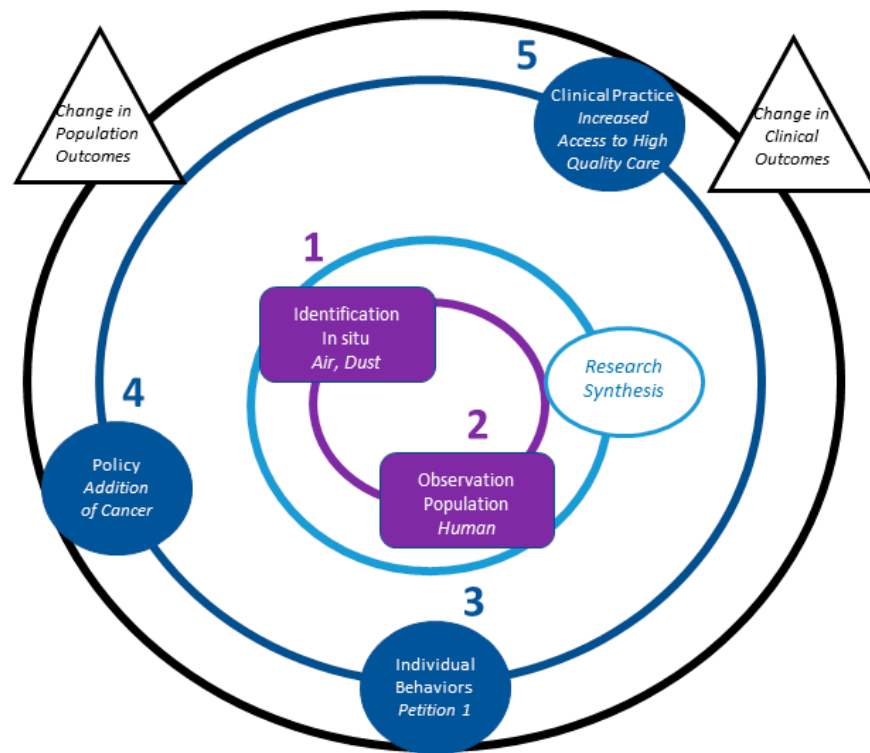 5
Clinical Practice
Increased
Access to High
Quality Care
Change in
Population
Outcomes
Change in
Clinical
Outcomes
1
Identification
In situ
Air, Dust
Research
Synthesis
4
2
Policy
Addition
of Cancer
Observation
Population
Human
3
Individual
Behaviors
Petition 1